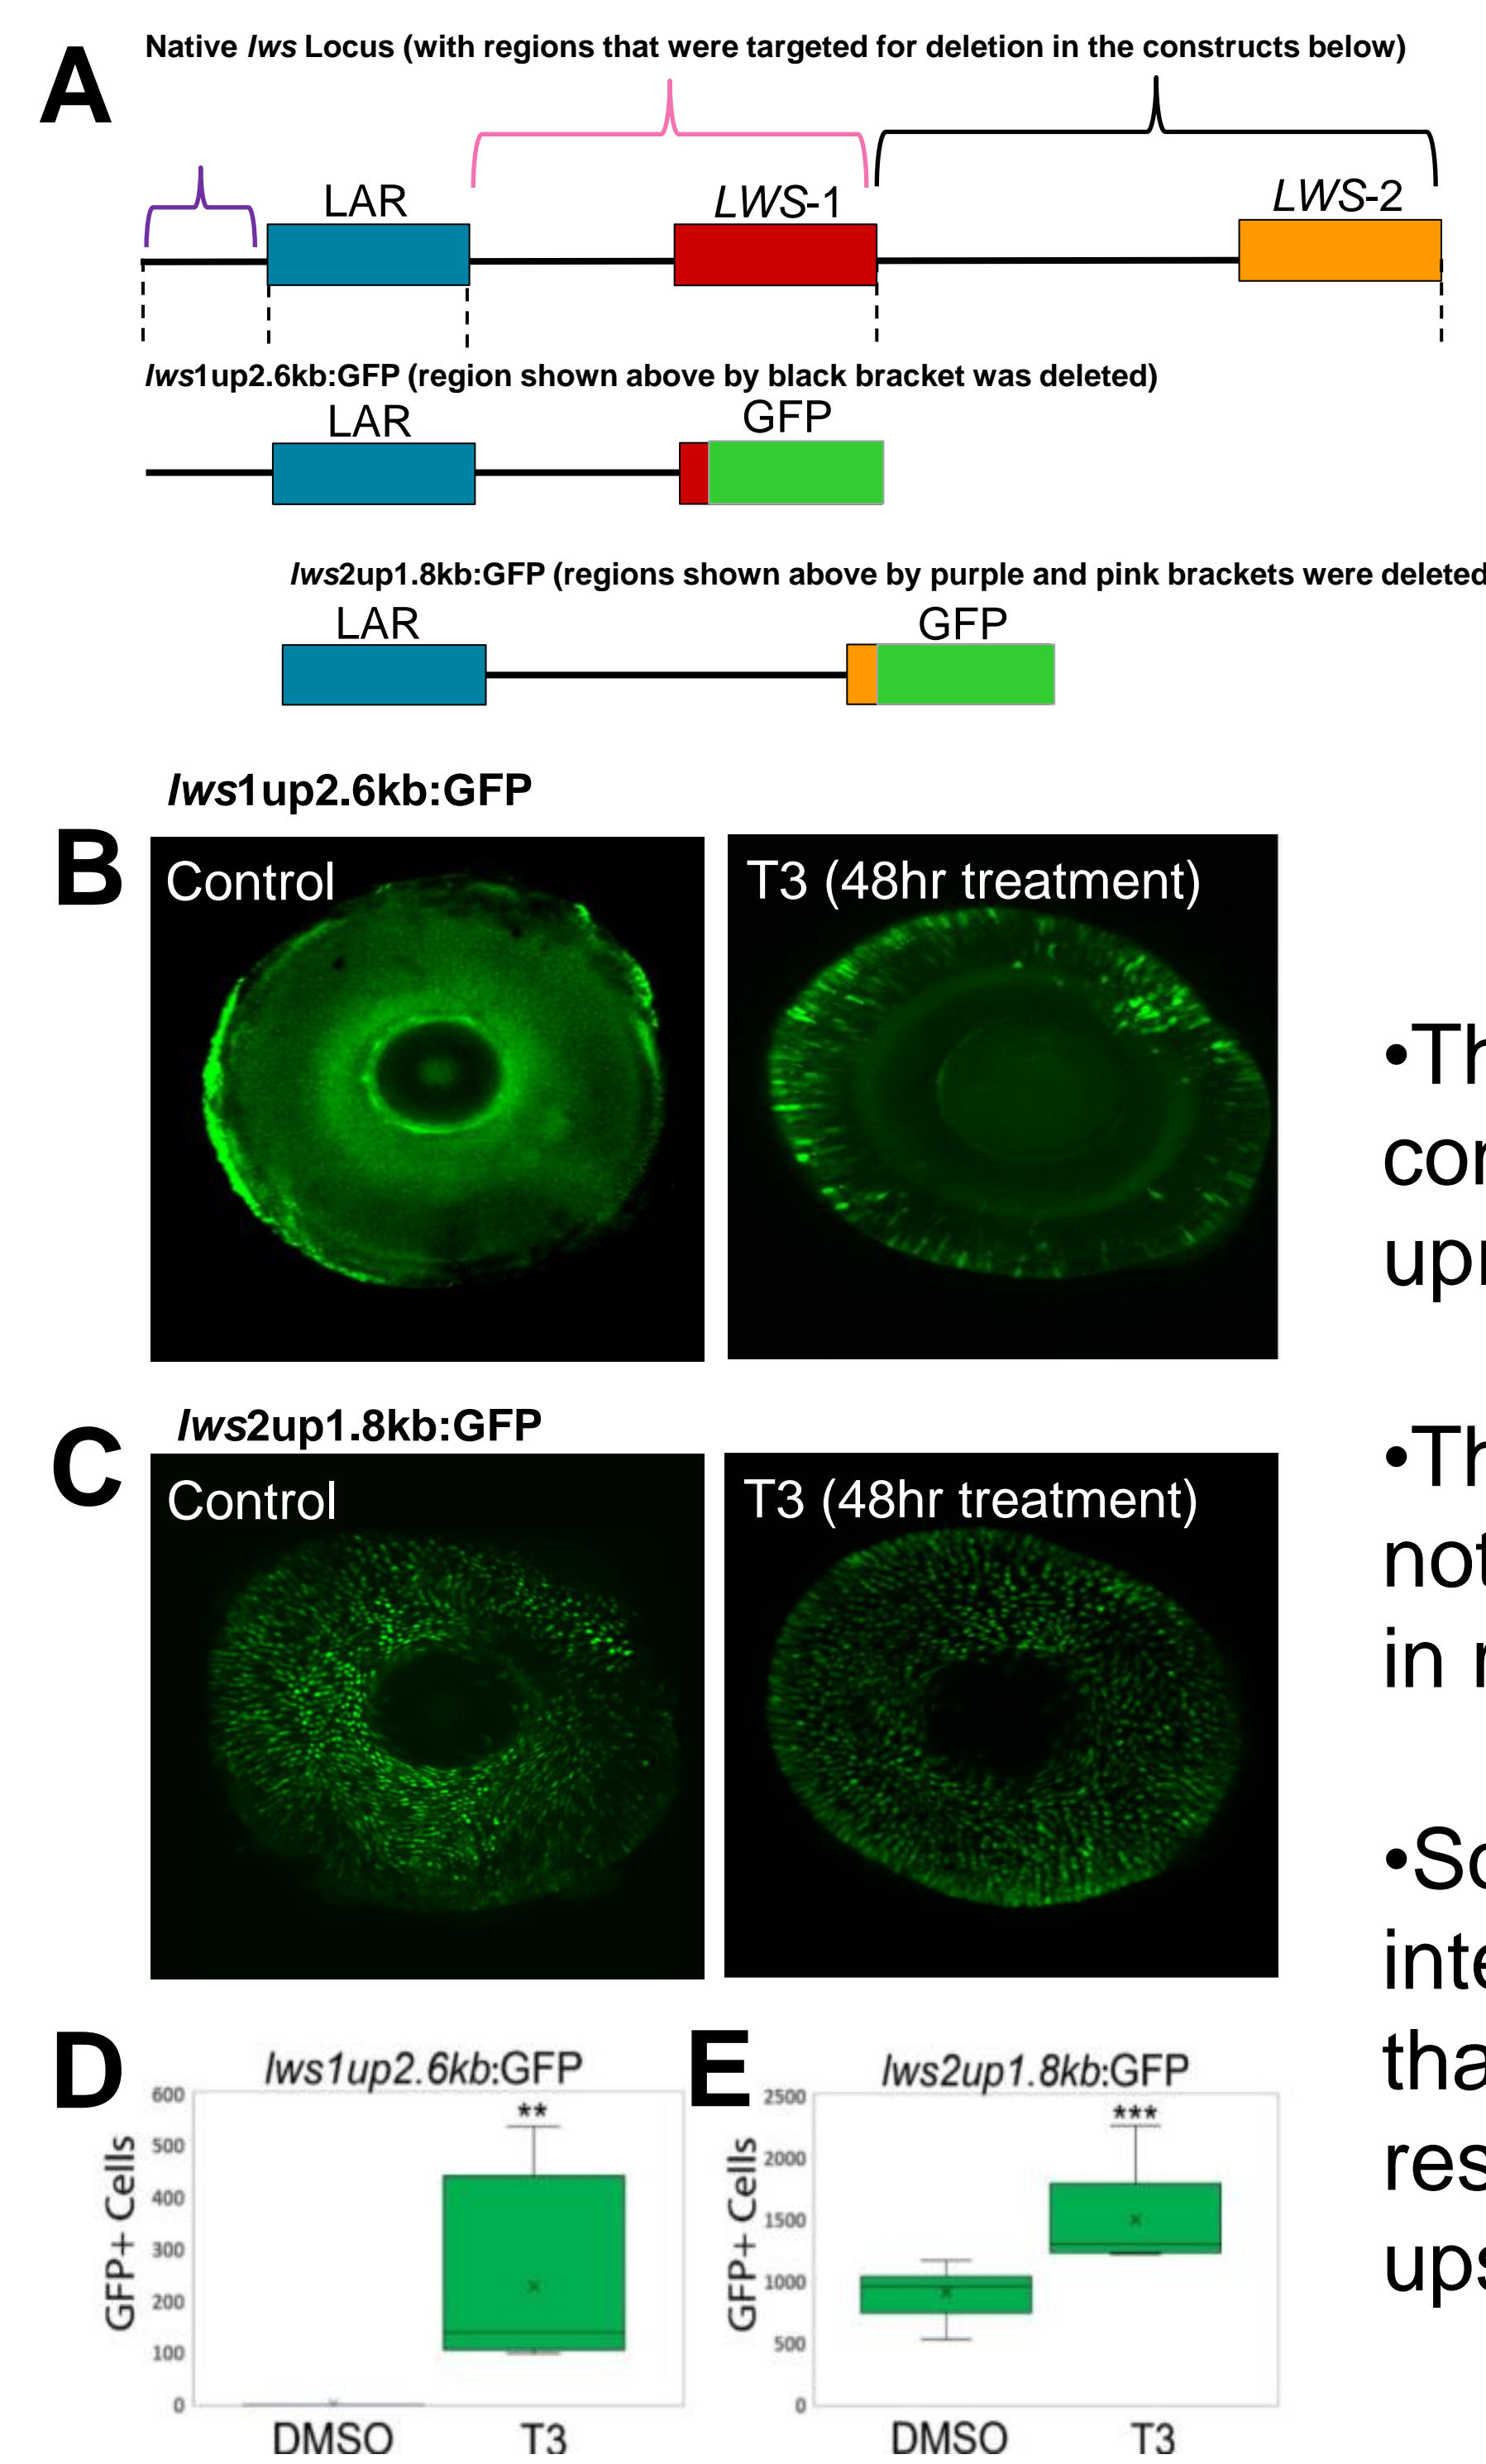 A
Native lws Locus (with regions that were targeted for deletion in the constructs below)
LAR
LWS-1
LWS-2
lws1up2.6kb:GFP (region shown above by black bracket was deleted)
LAR
GFP
lws2up1.8kb:GFP (regions shown above by purple and pink brackets were deleted
LAR
GFP
lws1up2.6kb:GFP
B
Control
T3 (48hr treatment)
lws2up1.8kb:GFP
C
Control
T3 (48hr treatment)
D
lws1up2.6kb:GFP
GFP+ Cells
600
500
400
300
200
100
0
**
DMSO
T3
E
lws2up1.8kb:GFP
GFP+ Cells
2500
2000
1500
1000
500
0
***
DMSO
T3
in